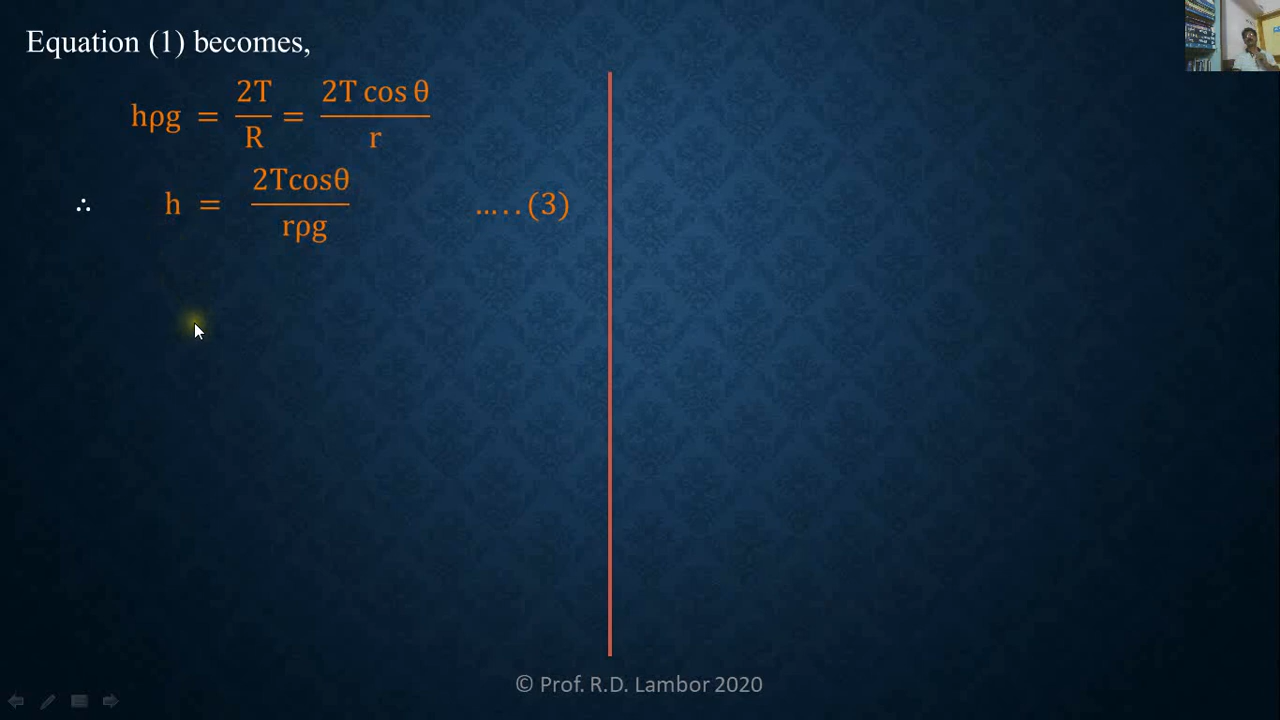 Equation (1) becomes,
hρg = 2T/R = 2T cos θ/r
∴ h = 2Tcosθ/rρg …..(3)
© Prof. R.D. Lambor 2020